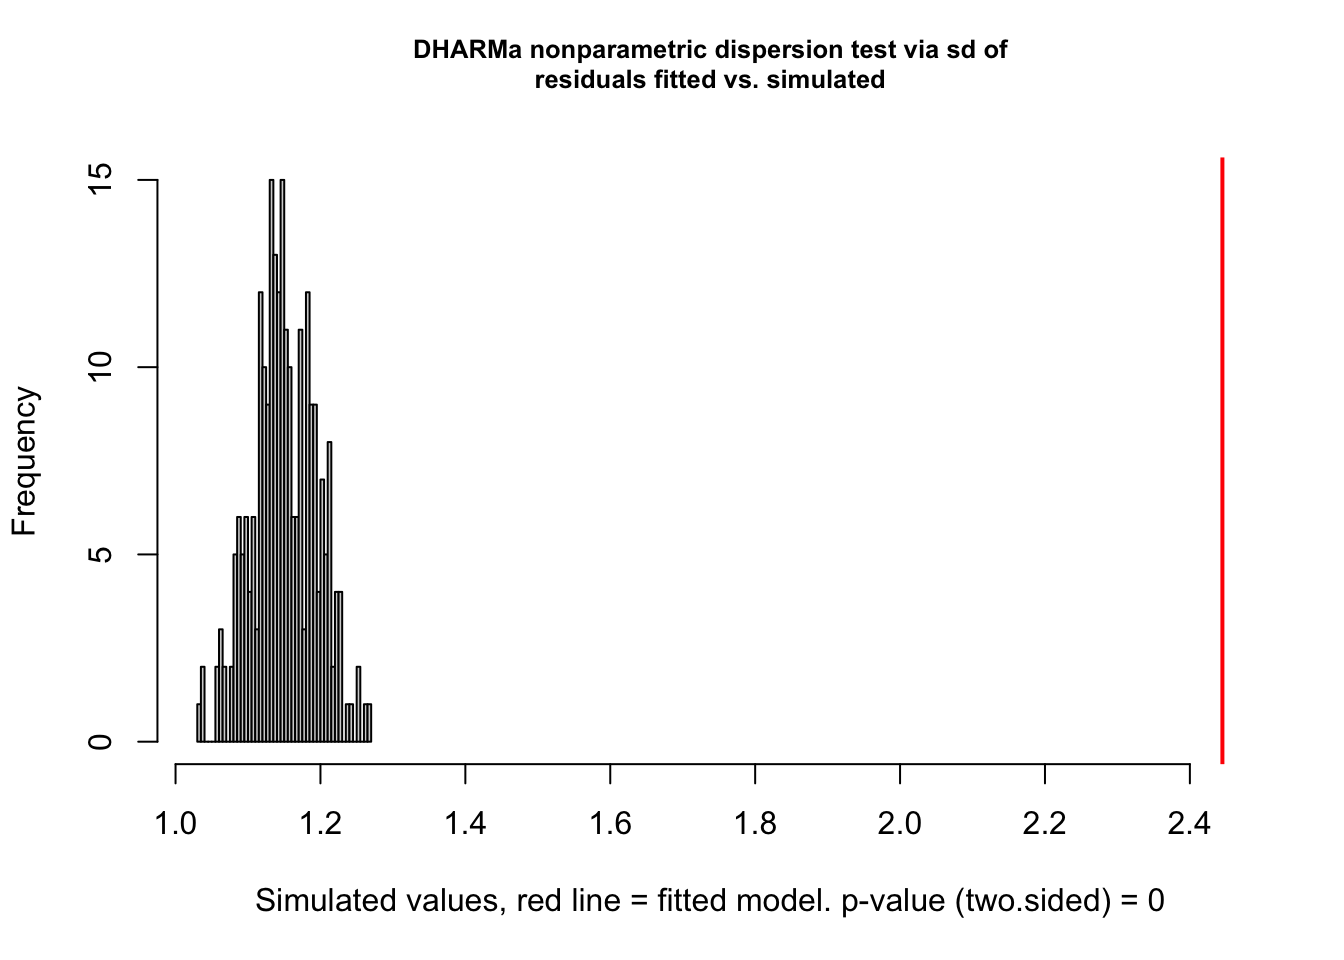 DHARMa nonparametric dispersion test via sd of
residuals fitted vs. simulated
15
10
5
0
Frequency
1.0 1.2 1.4 1.6 1.8 2.0 2.2 2.4
Simulated values, red line = fitted model. p-value (two.sided) = 0